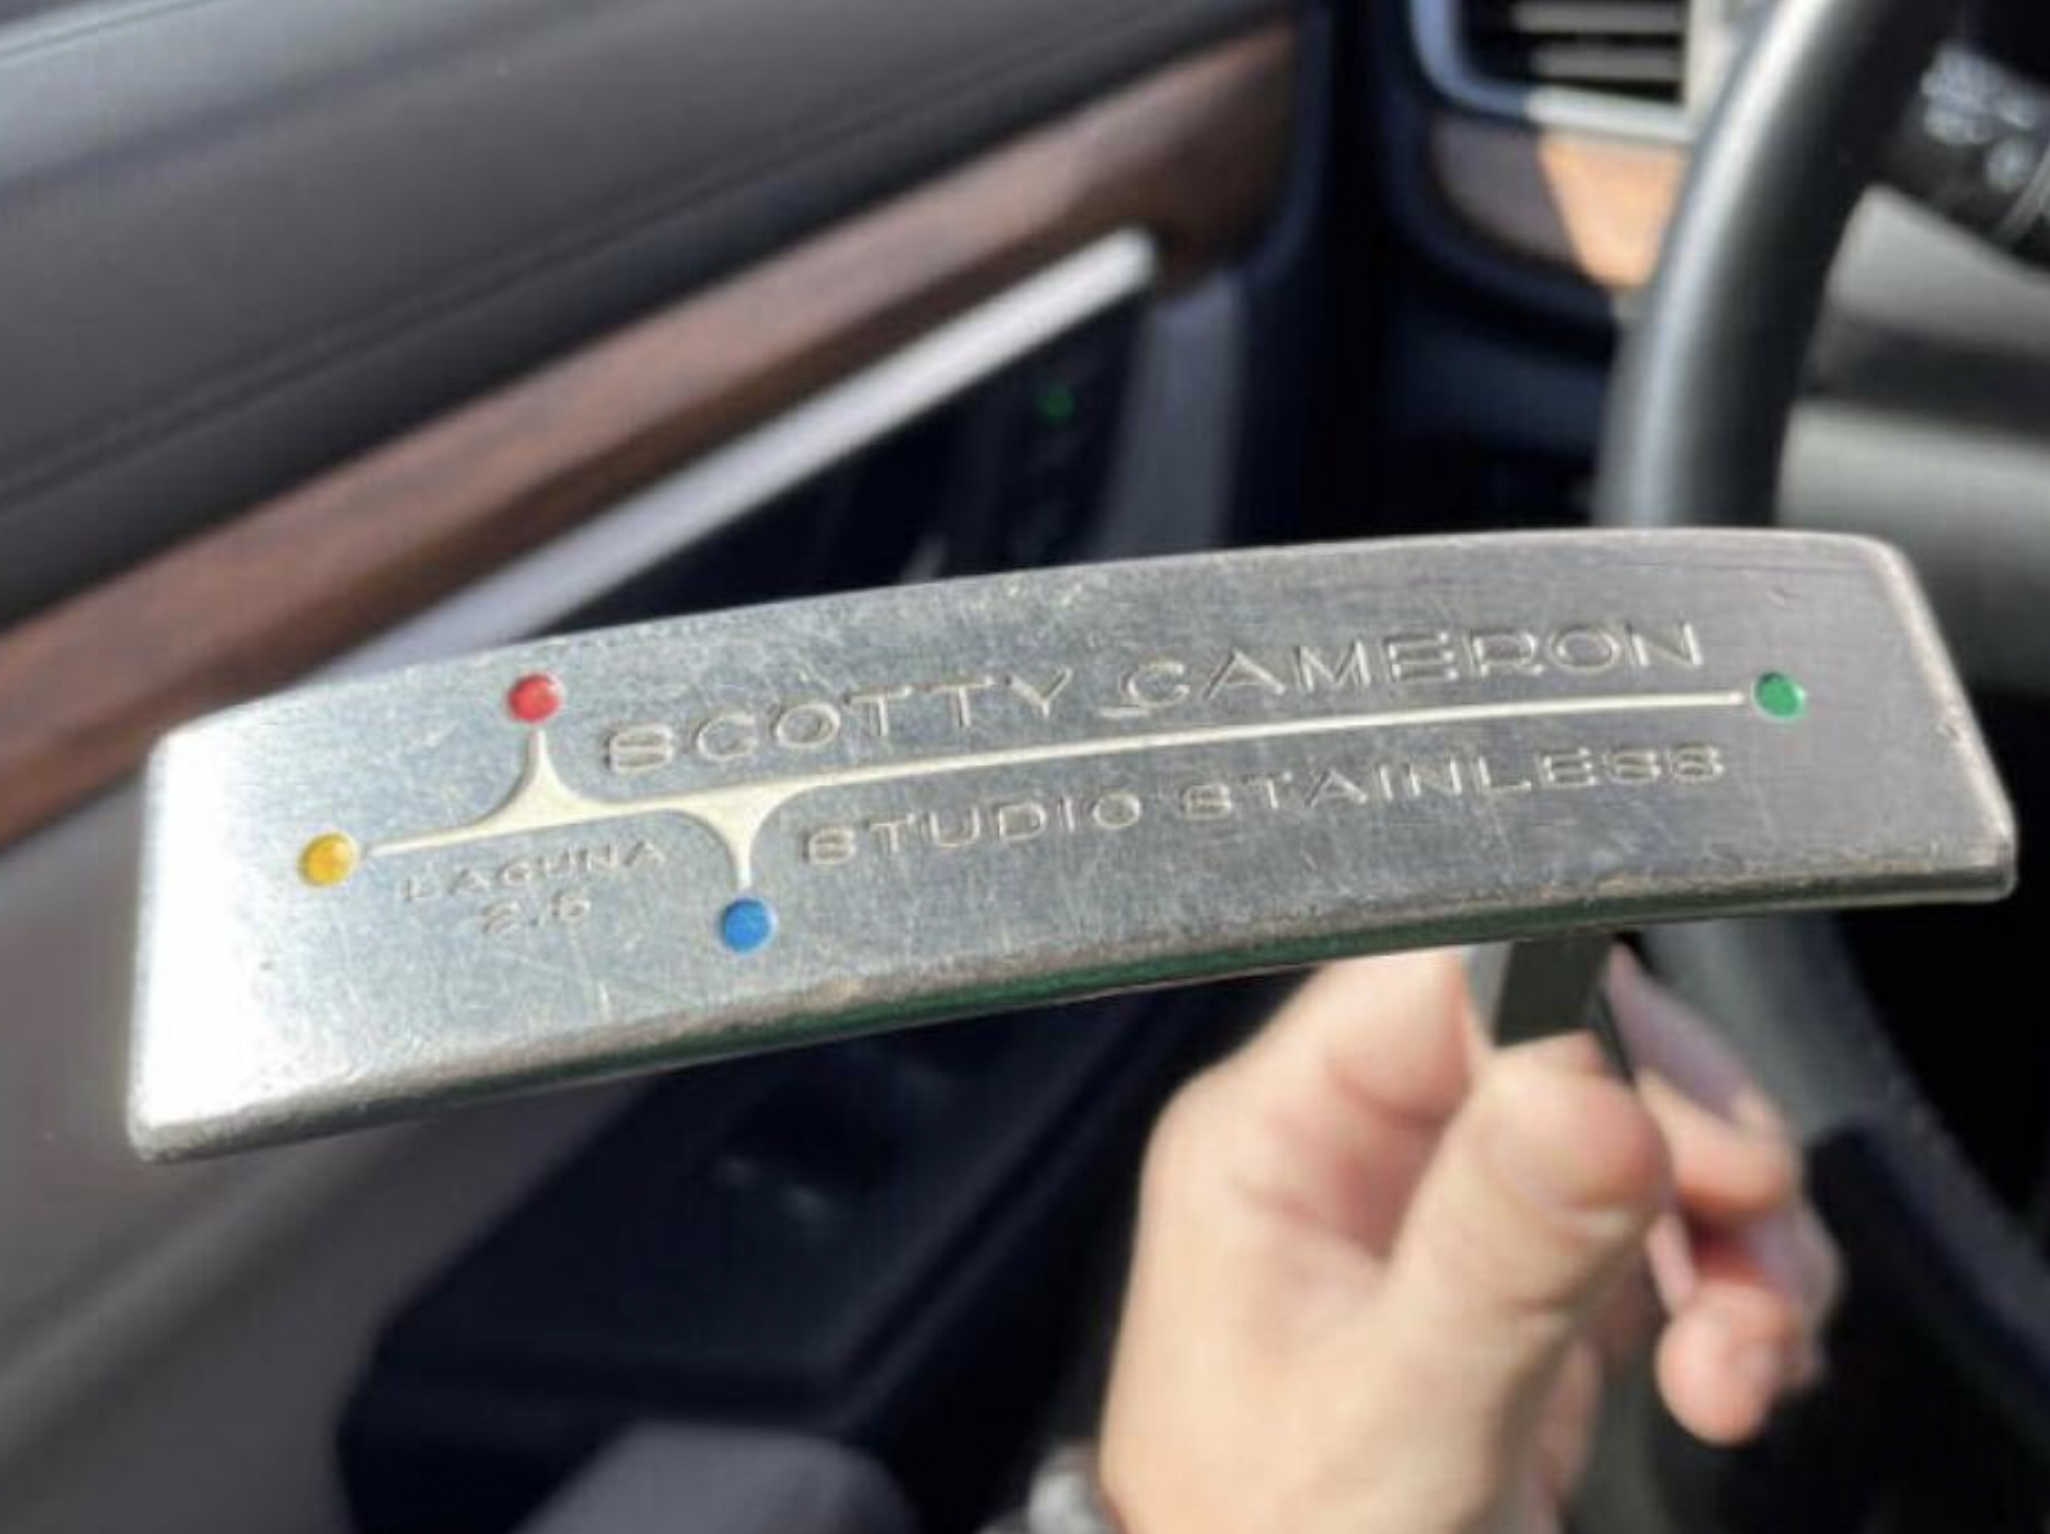 SCOTTY CAMERON
STUDIO STAINLESS
LAGUNA
2.5